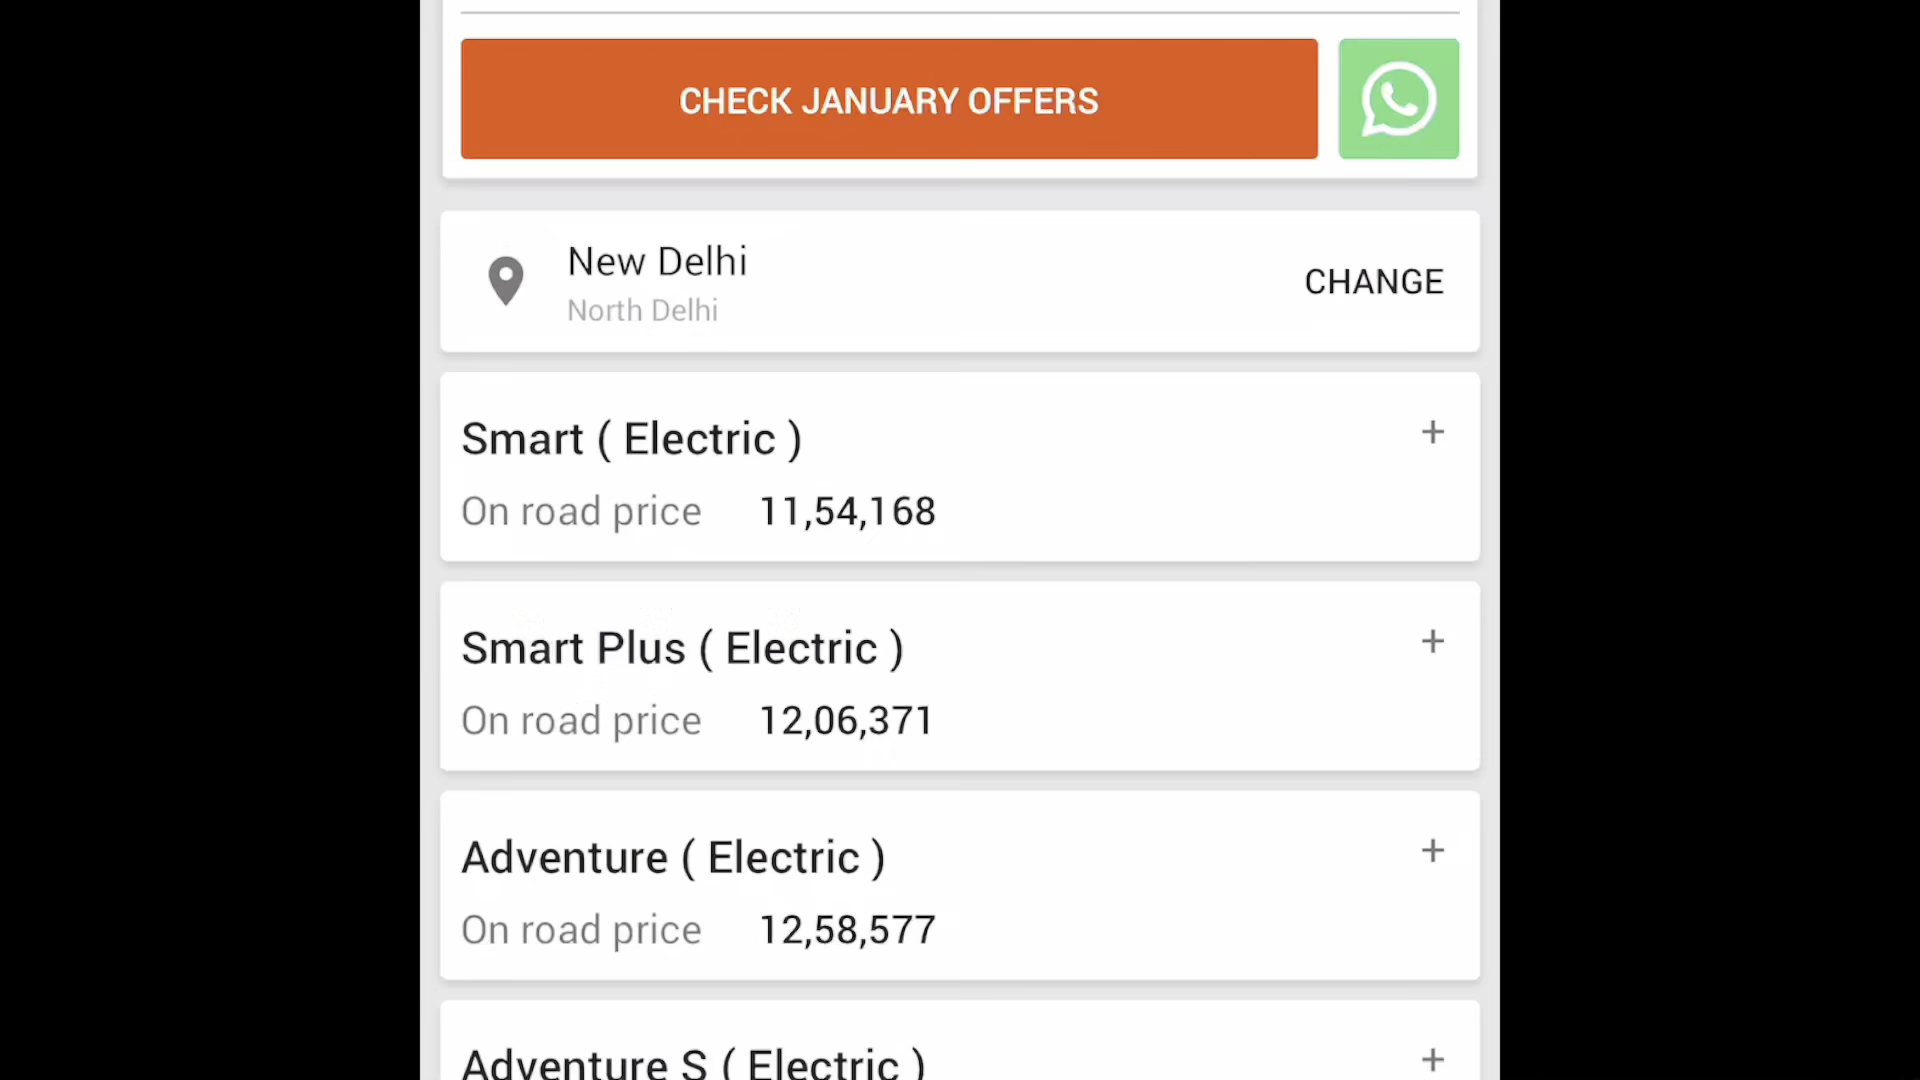 CHECK JANUARY OFFERS
New Delhi
North Delhi
CHANGE
Smart ( Electric )
+
On road price 11,54,168
Smart Plus ( Electric )
+
On road price 12,06,371
Adventure ( Electric )
+
On road price 12,58,577
Adventure S ( Electric )
+